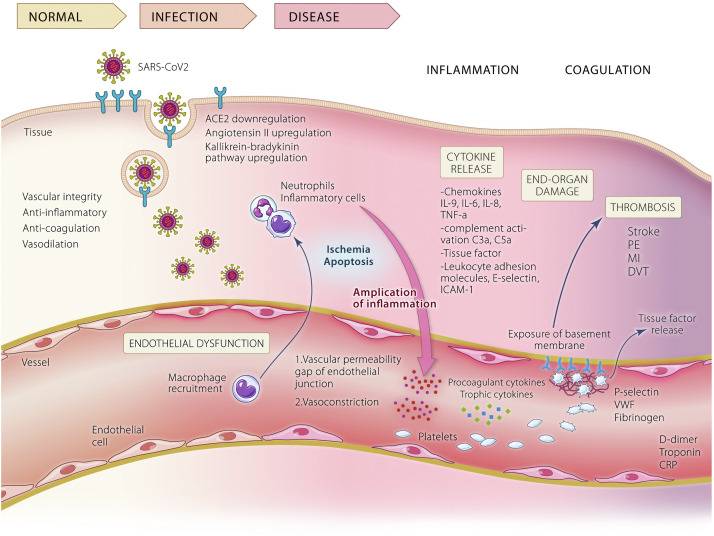 NORMAL
INFECTION
DISEASE
SARS-CoV2
INFLAMMATION
COAGULATION
Tissue
ACE2 downregulation
Angiotensin II upregulation
Kallikrein-bradykinin
pathway upregulation
CYTOKINE
RELEASE
END-ORGAN
DAMAGE
THROMBOSIS
Vascular integrity
Anti-inflammatory
Anti-coagulation
Vasodilation
Neutrophils
Inflammatory cells
-Chemokines
IL-9, IL-6, IL-8,
TNF-a
-complement acti-
vation C3a, C5a
-Tissue factor
-Leukocyte adhesion
molecules, E-selectin,
ICAM-1
Stroke
PE
MI
DVT
Ischemia
Apoptosis
Amplication
of inflammation
Tissue factor
release
Exposure of basement
membrane
ENDOTHELIAL DYSFUNCTION
Vessel
Macrophage
recruitment
1.Vascular permeability
gap of endothelial
junction
2.Vasoconstriction
Procoagulant cytokines
Trophic cytokines
P-selectin
VWF
Fibrinogen
Endothelial
cell
Platelets
D-dimer
Troponin
CRP